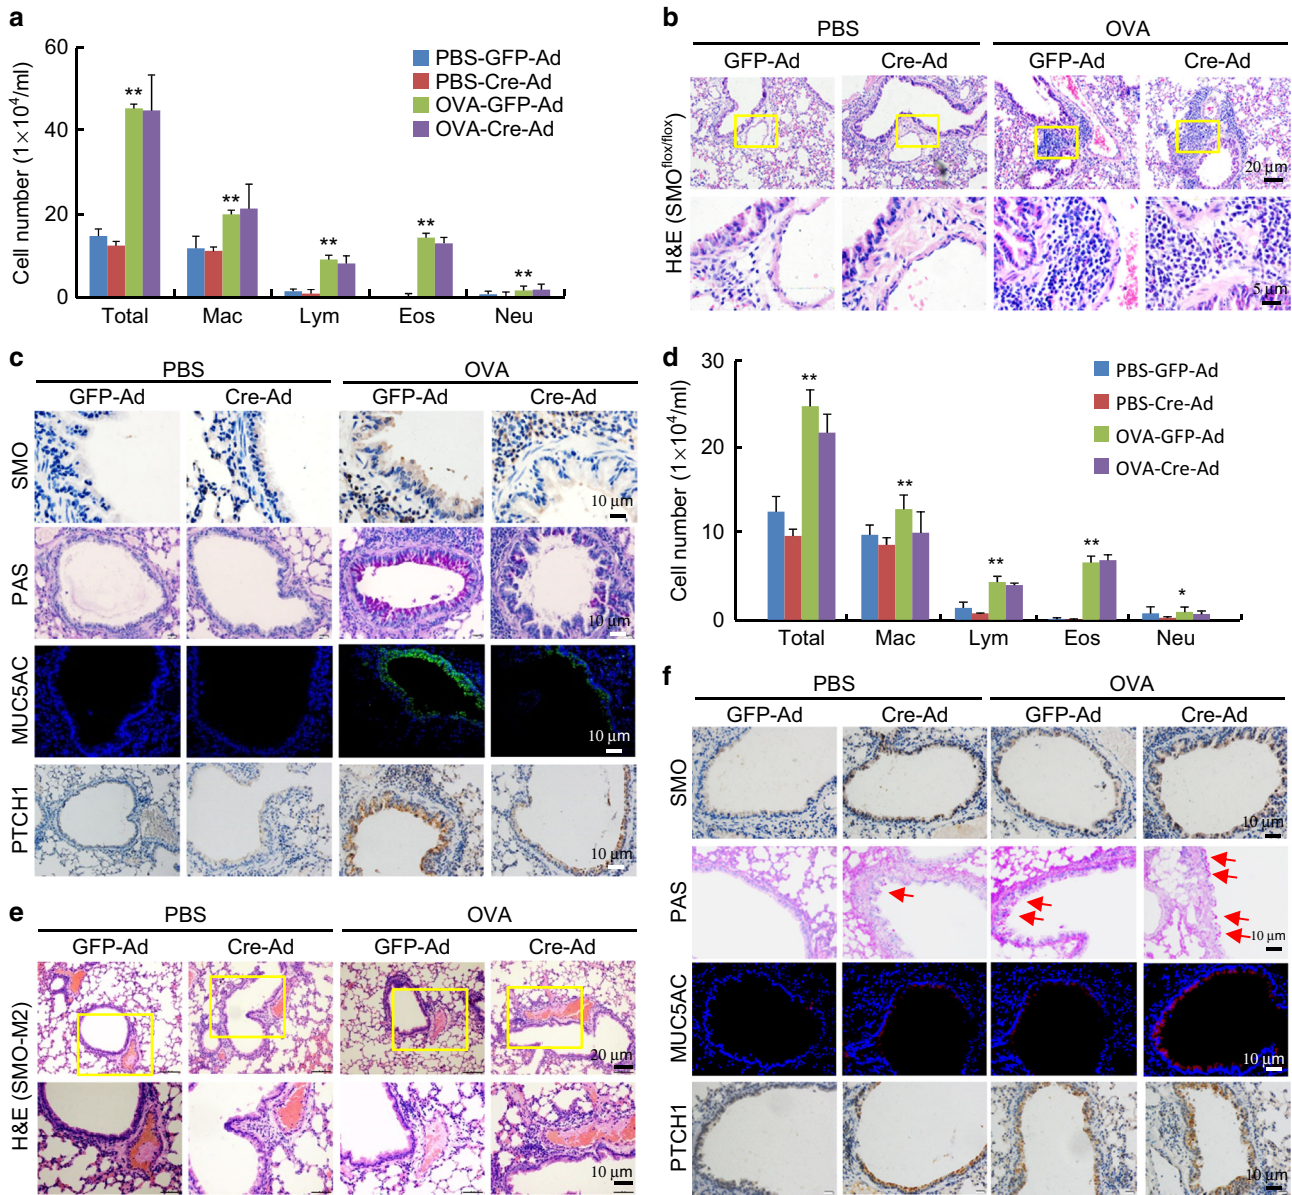 a
60
40
20
0
Cell number (1×10⁴/ml)
PBS-GFP-Ad
PBS-Cre-Ad
OVA-GFP-Ad
OVA-Cre-Ad
**
**
**
**
**
Total Mac Lym Eos Neu
b
PBS OVA
GFP-Ad Cre-Ad GFP-Ad Cre-Ad
H&E (SMO^flox/flox)
20 μm
5 μm
c
PBS OVA
GFP-Ad Cre-Ad GFP-Ad Cre-Ad
SMO
10 μm
PAS
10 μm
MUC5AC
10 μm
PTCH1
10 μm
d
30
20
10
0
Cell number (1×10⁴/ml)
PBS-GFP-Ad
PBS-Cre-Ad
OVA-GFP-Ad
OVA-Cre-Ad
**
**
**
**
*
Total Mac Lym Eos Neu
e
PBS OVA
GFP-Ad Cre-Ad GFP-Ad Cre-Ad
H&E (SMO-M2)
20 μm
10 μm
f
PBS OVA
GFP-Ad Cre-Ad GFP-Ad Cre-Ad
SMO
10 μm
PAS
10 μm
MUC5AC
10 μm
PTCH1
10 μm